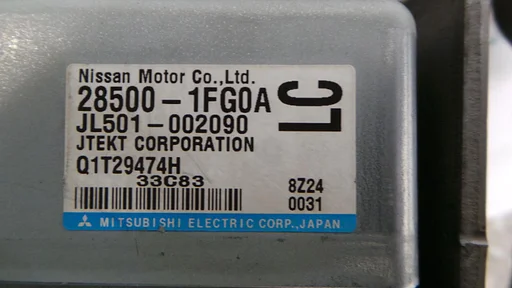 Nissan Motor Co.,Ltd.
28500-1FG0A
LC
JL501-002090
JTEKT CORPORATION
Q1T29474H
33C83
8Z24
0031
MITSUBISHI ELECTRIC CORP.,JAPAN